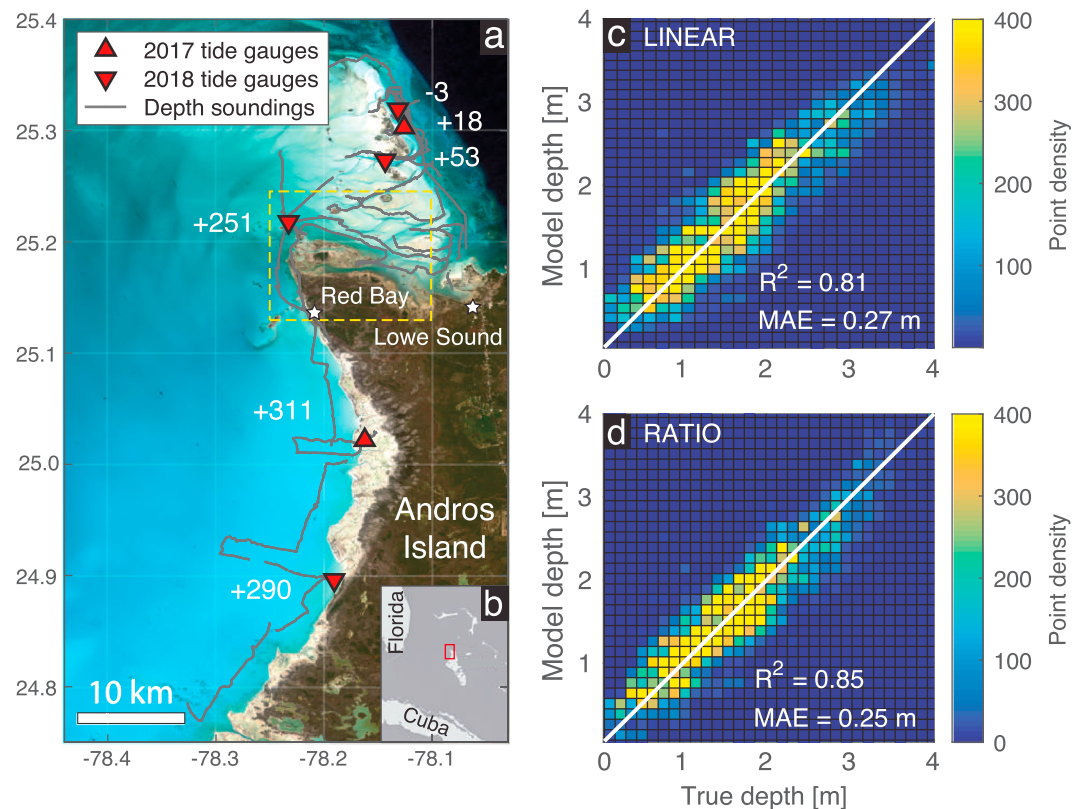 a
2017 tide gauges
2018 tide gauges
Depth soundings
25.4
25.3
25.2
25.1
25.0
24.9
24.8
-3
+18
+53
+251
Red Bay
Lowe Sound
+311
Andros
Island
+290
10 km
b
Florida
Cuba
-78.4
-78.3
-78.2
-78.1
c LINEAR
Model depth [m]
4
3
2
1
R² = 0.81
MAE = 0.27 m
0
1
2
3
4
400
300
200
100
Point density
d RATIO
Model depth [m]
4
3
2
1
R² = 0.85
MAE = 0.25 m
0
1
2
3
4
True depth [m]
400
300
200
100
0
Point density